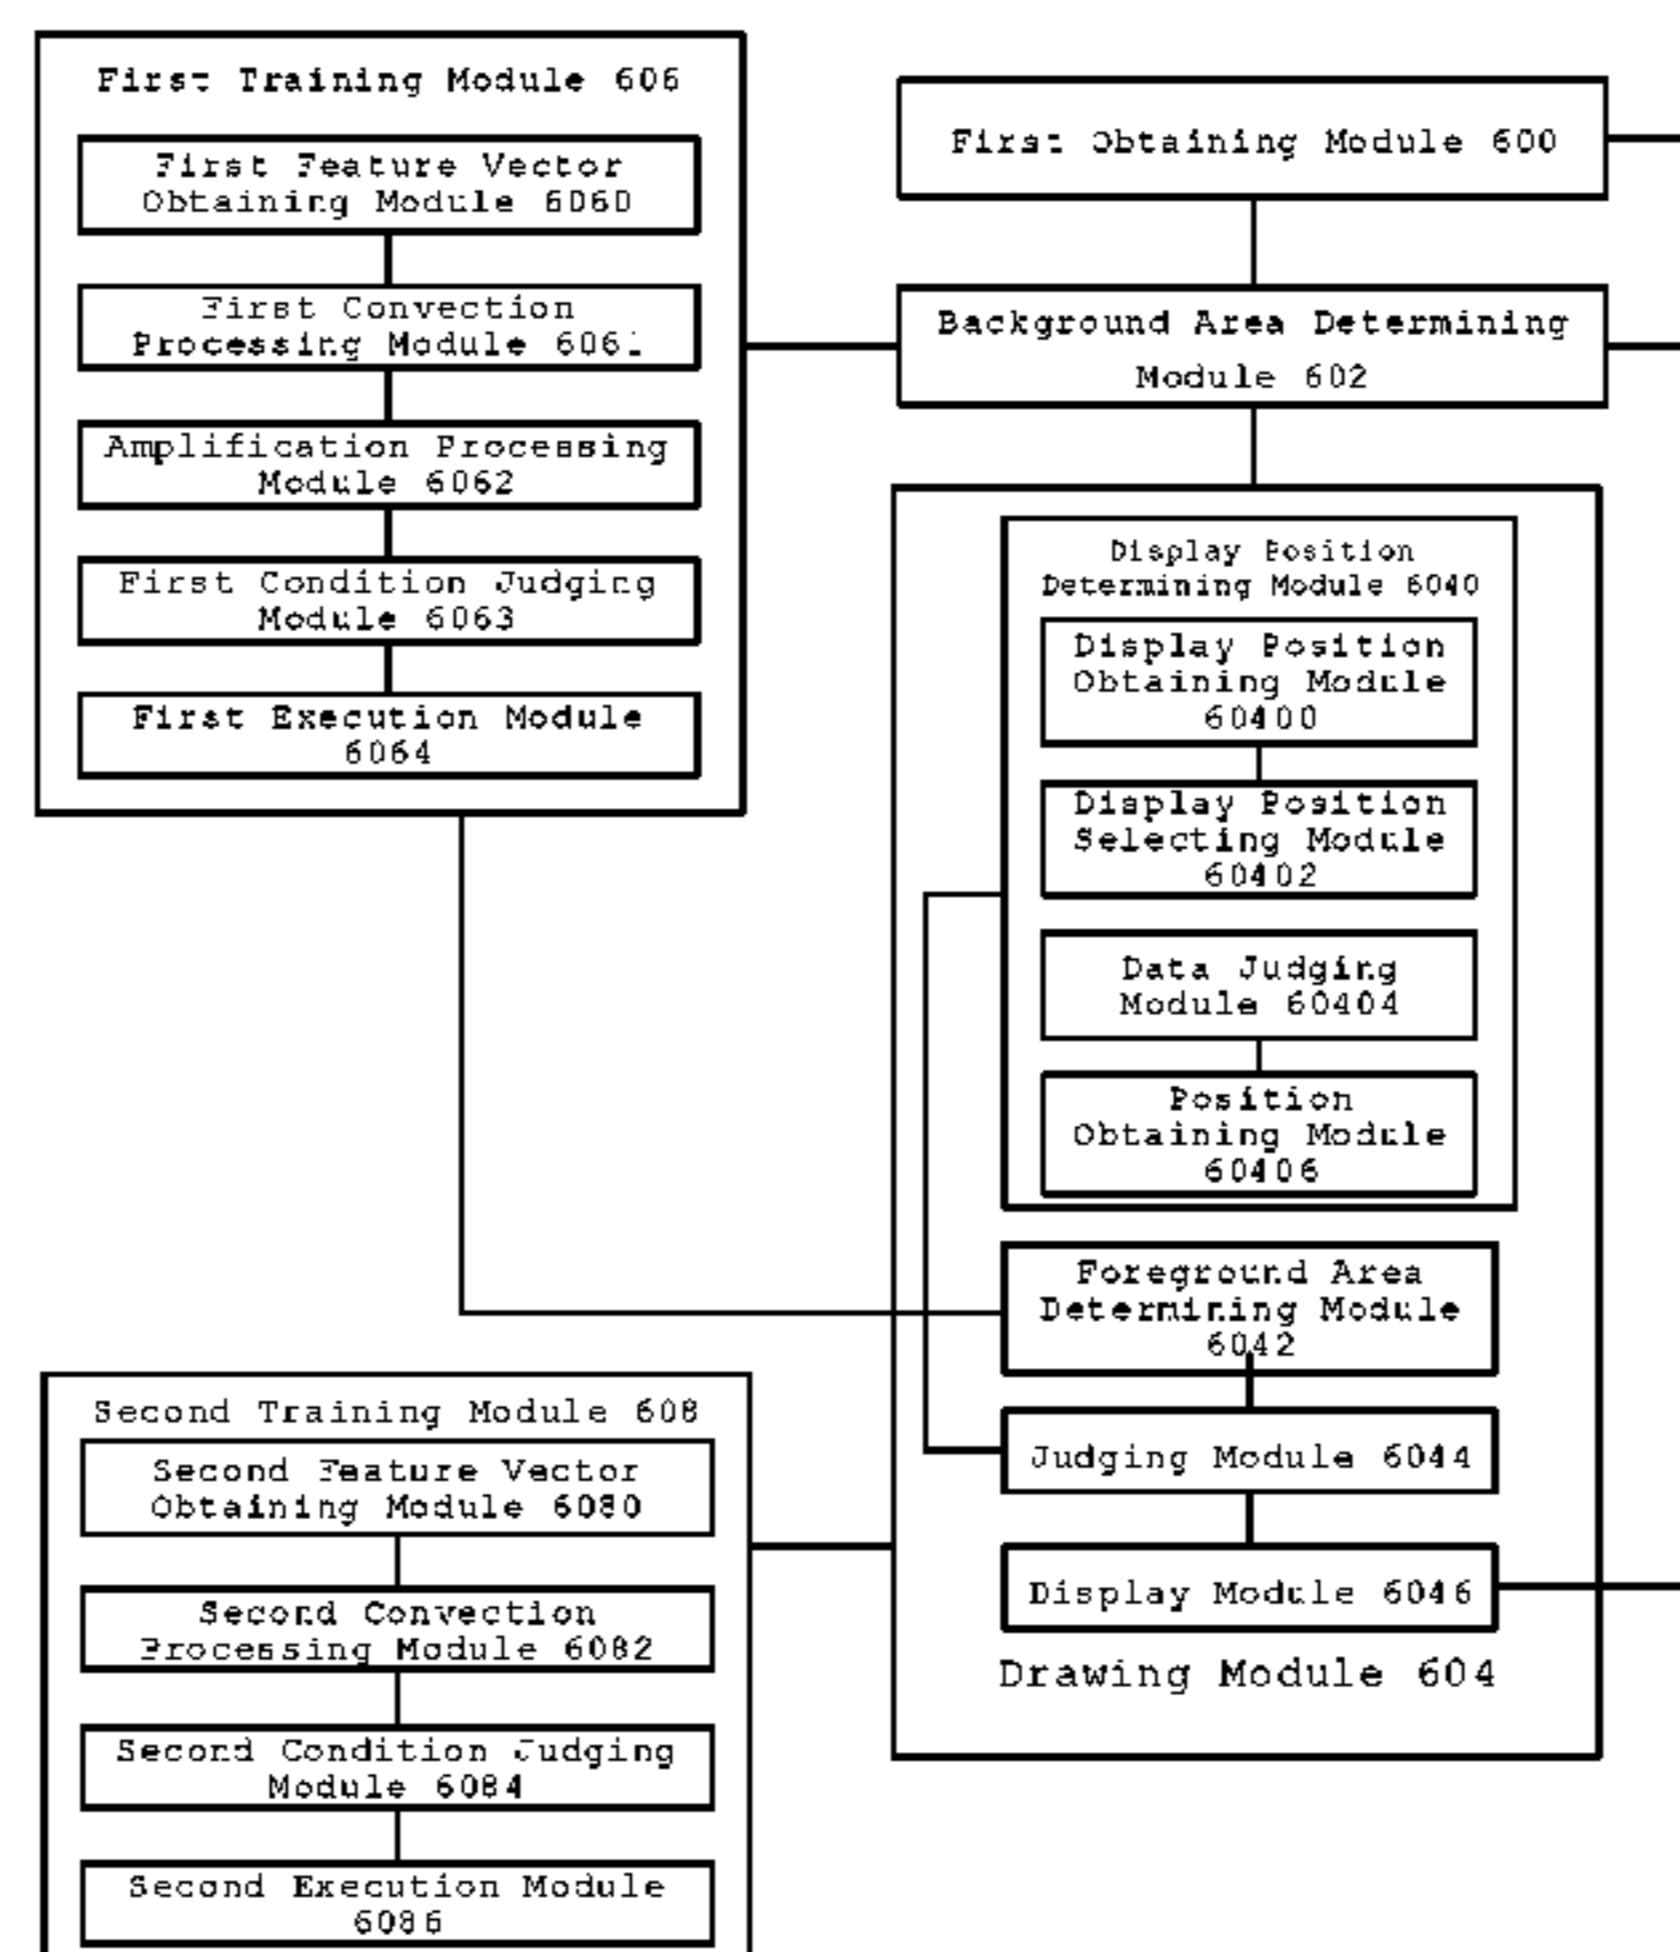 First Training Module 606
First Feature Vector
Obtaining Module 6060
First Convection
Processing Module 6061
Amplification Processing
Module 6062
First Condition Judging
Module 6063
First Execution Module
6064
First Obtaining Module 600
Background Area Determining
Module 602
Display Position
Determining Module 6040
Display Position
Obtaining Module
60400
Display Position
Selecting Module
60402
Data Judging
Module 60404
Position
Obtaining Module
60406
Foreground Area
Determining Module
6042
Judging Module 6044
Display Module 6046
Drawing Module 604
Second Training Module 608
Second Feature Vector
Obtaining Module 6080
Second Convection
Processing Module 6082
Second Condition Judging
Module 6084
Second Execution Module
6086